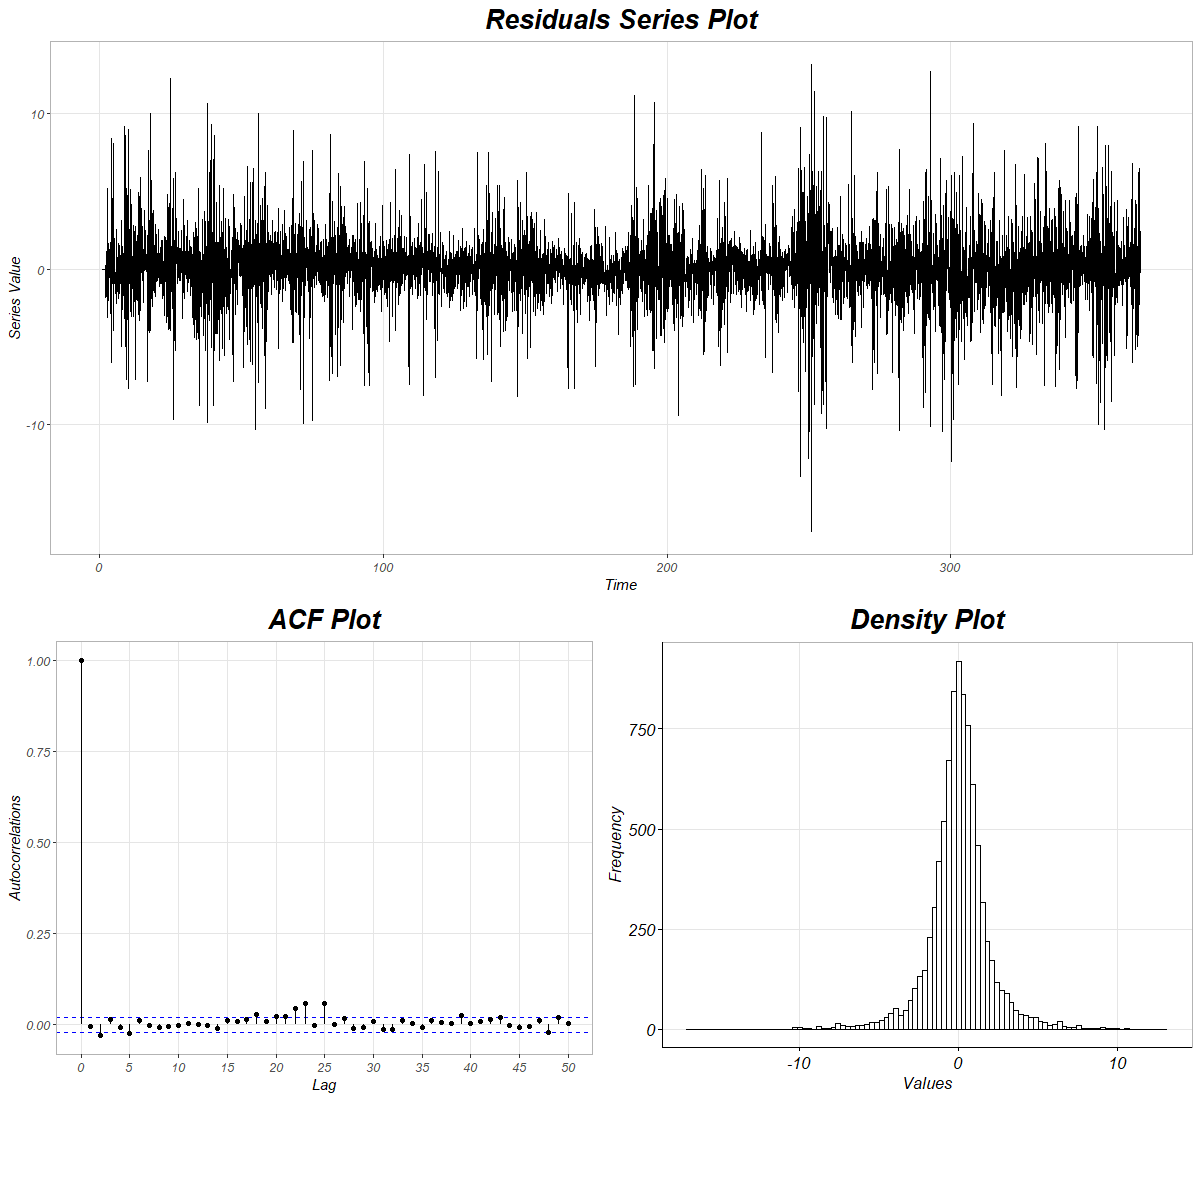 Residuals Series Plot
10
0
-10
Series Value
0 100 200 300
Time
ACF Plot
1.00
0.75
0.50
0.25
0.00
Autocorrelations
0 5 10 15 20 25 30 35 40 45 50
Lag
Density Plot
750
500
250
0
Frequency
-10 0 10
Values